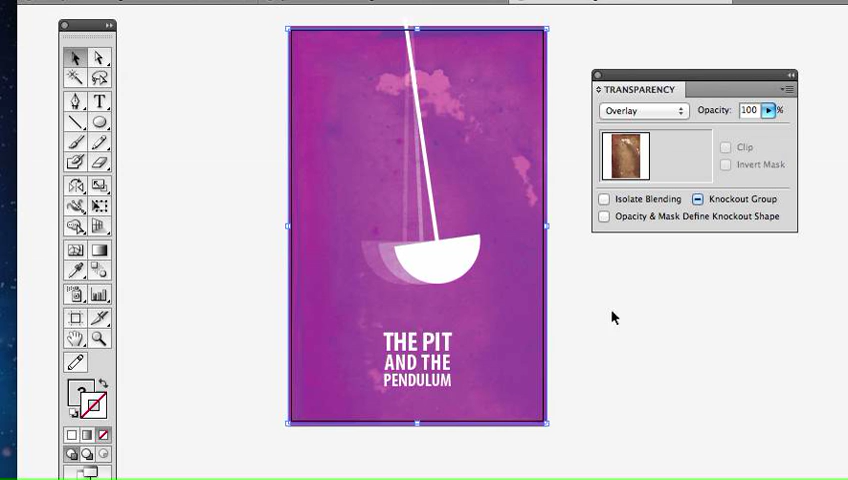 TRANSPARENCY
Overlay
Opacity: 100 %
Clip
Invert Mask
Isolate Blending
Knockout Group
Opacity & Mask Define Knockout Shape
T
THE PIT
AND THE
PENDULUM
?